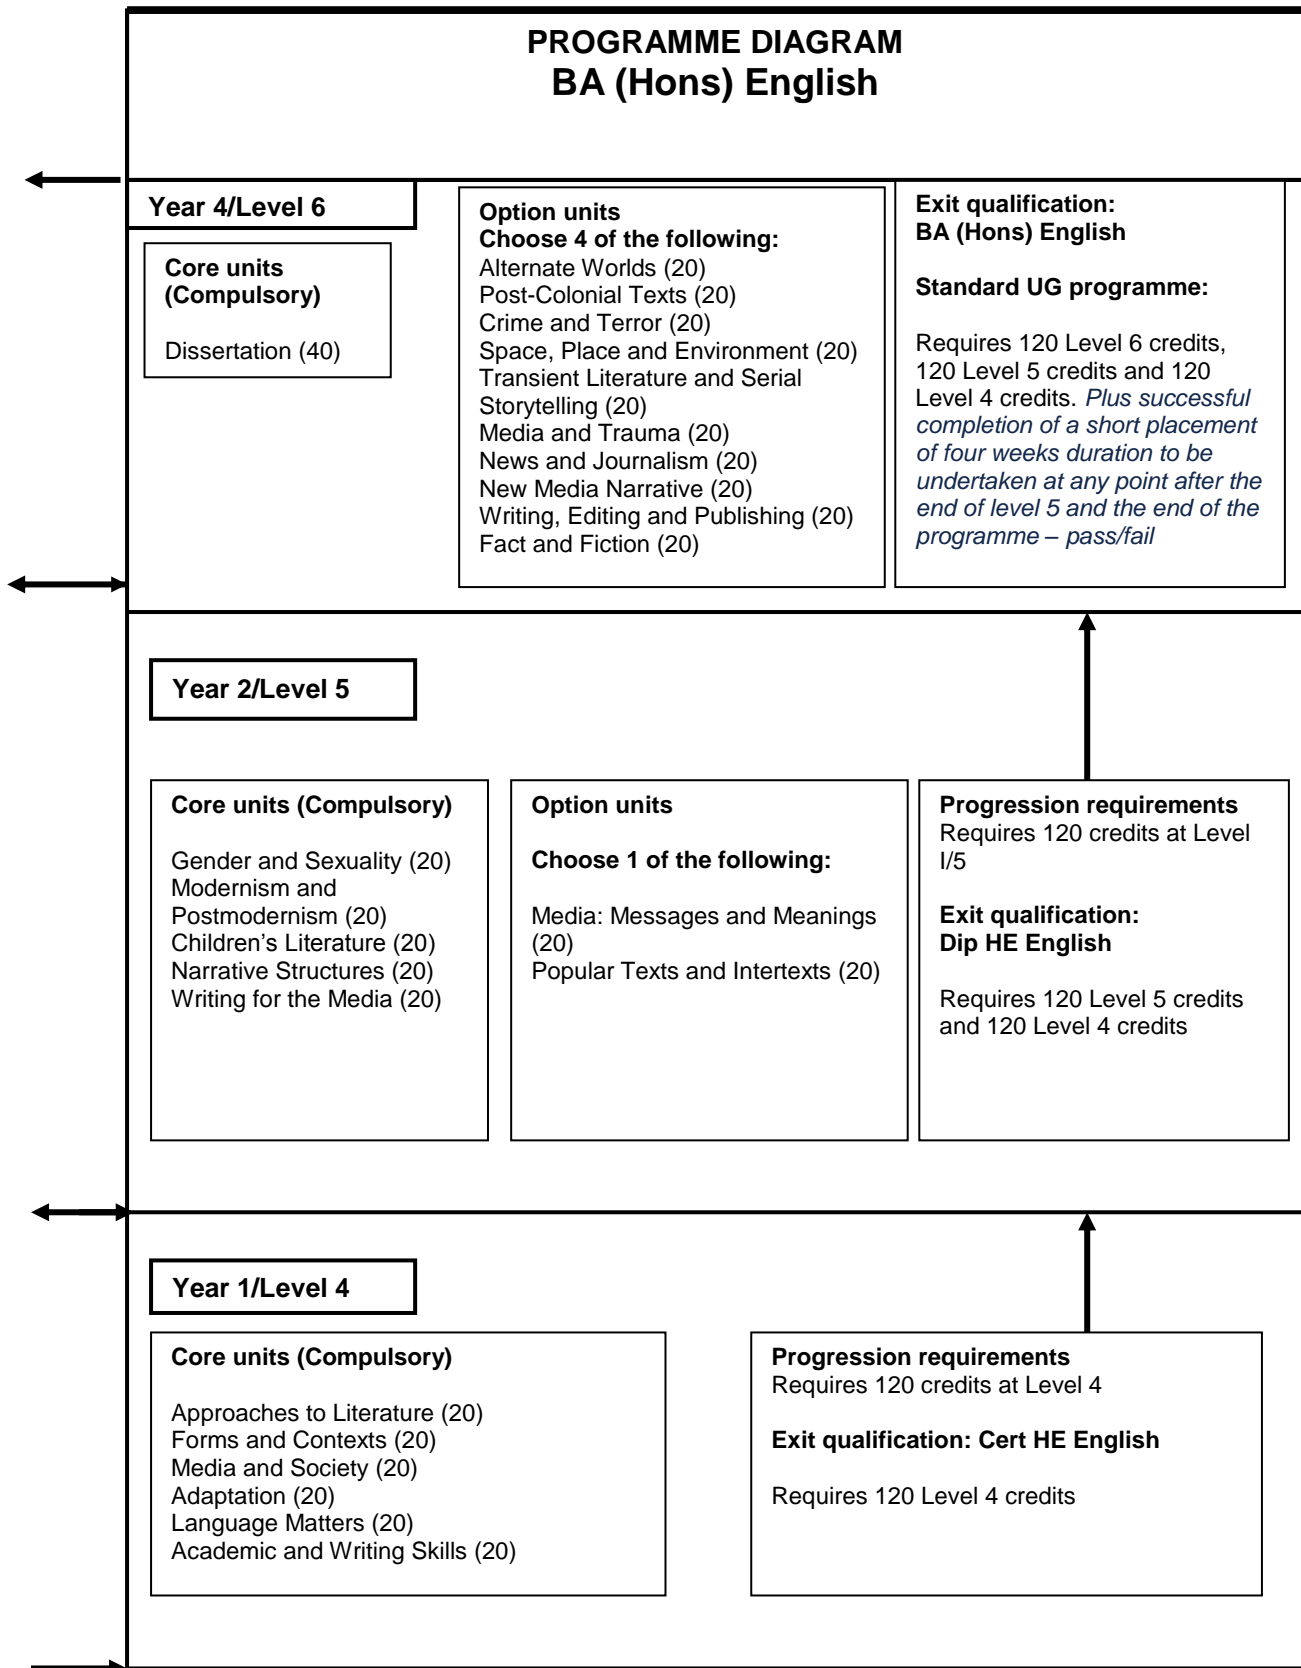 PROGRAMME DIAGRAM
BA (Hons) English
Year 4/Level 6
Core units
(Compulsory)
Dissertation (40)
Option units
Choose 4 of the following:
Alternate Worlds (20)
Post-Colonial Texts (20)
Crime and Terror (20)
Space, Place and Environment (20)
Transient Literature and Serial
Storytelling (20)
Media and Trauma (20)
News and Journalism (20)
New Media Narrative (20)
Writing, Editing and Publishing (20)
Fact and Fiction (20)
Exit qualification:
BA (Hons) English
Standard UG programme:
Requires 120 Level 6 credits,
120 Level 5 credits and 120
Level 4 credits. Plus successful
completion of a short placement
of four weeks duration to be
undertaken at any point after the
end of level 5 and the end of the
programme – pass/fail
Year 2/Level 5
Core units (Compulsory)
Gender and Sexuality (20)
Modernism and
Postmodernism (20)
Children’s Literature (20)
Narrative Structures (20)
Writing for the Media (20)
Option units
Choose 1 of the following:
Media: Messages and Meanings
(20)
Popular Texts and Intertexts (20)
Progression requirements
Requires 120 credits at Level
I/5
Exit qualification:
Dip HE English
Requires 120 Level 5 credits
and 120 Level 4 credits
Year 1/Level 4
Core units (Compulsory)
Approaches to Literature (20)
Forms and Contexts (20)
Media and Society (20)
Adaptation (20)
Language Matters (20)
Academic and Writing Skills (20)
Progression requirements
Requires 120 credits at Level 4
Exit qualification: Cert HE English
Requires 120 Level 4 credits